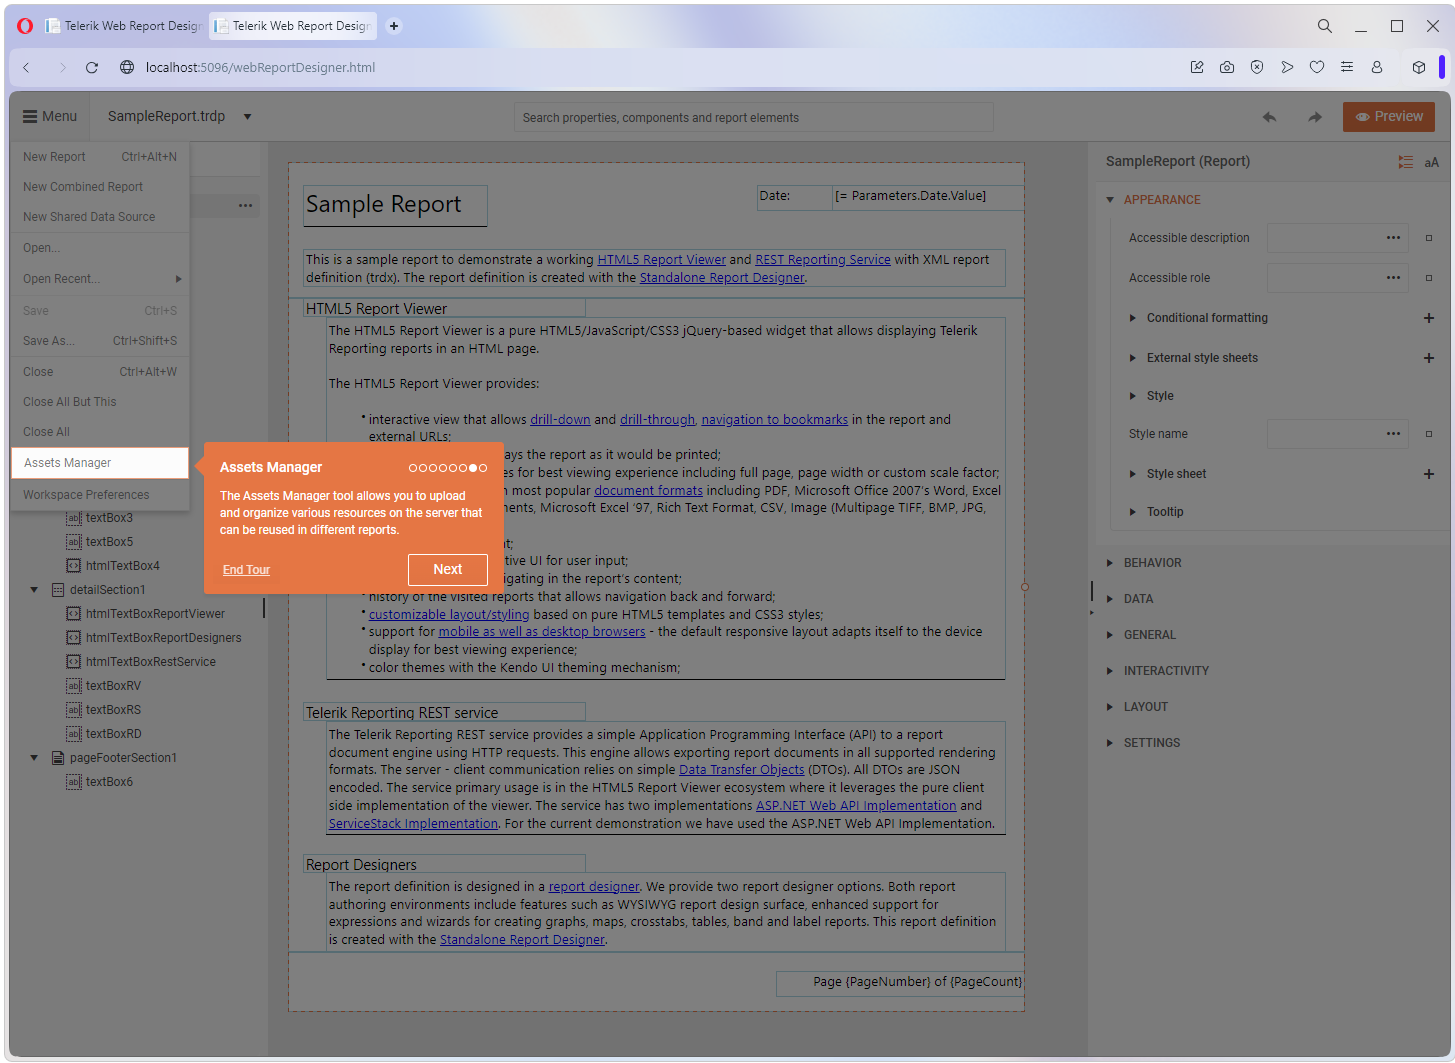 Telerik Web Report Desig
Telerik Web Report Desig
localhost:5096/webReportDesigner.html
Menu
SampleReport.trdp
Search properties, components and report elements
Preview
New Report Ctrl+Alt+N
New Combined Report
New Shared Data Source
Open...
Open Recent...
Save Ctrl+S
Save As... Ctrl+Shift+S
Close Ctrl+Alt+W
Close All But This
Close All
Assets Manager
Workspace Preferences
textBox3
textBox5
htmlTextBox4
detailSection1
htmlTextBoxReportViewer
htmlTextBoxReportDesigners
htmlTextBoxRestService
textBoxRV
textBoxRS
textBoxRD
pageFooterSection1
textBox6
Assets Manager
The Assets Manager tool allows you to upload
and organize various resources on the server that
can be reused in different reports.
End Tour
Next
Sample Report
Date: [= Parameters.Date.Value]
This is a sample report to demonstrate a working HTML5 Report Viewer and REST Reporting Service with XML report
definition (trdx). The report definition is created with the Standalone Report Designer.
HTML5 Report Viewer
The HTML5 Report Viewer is a pure HTML5/JavaScript/CSS3 jQuery-based widget that allows displaying Telerik
Reporting reports in an HTML page.
The HTML5 Report Viewer provides:
• interactive view that allows drill-down and drill-through, navigation to bookmarks in the report and
external URLs;
ays the report as it would be printed;
es for best viewing experience including full page, page width or custom scale factor;
most popular document formats including PDF, Microsoft Office 2007's Word, Excel
nents, Microsoft Excel '97, Rich Text Format, CSV, Image (Multipage TIFF, BMP, JPG,
t;
tive UI for user input;
igating in the report's content;
• history of the visited reports that allows navigation back and forward;
• customizable layout/styling based on pure HTML5 templates and CSS3 styles;
• support for mobile as well as desktop browsers - the default responsive layout adapts itself to the device
display for best viewing experience;
• color themes with the Kendo UI theming mechanism;
Telerik Reporting REST service
The Telerik Reporting REST service provides a simple Application Programming Interface (API) to a report
document engine using HTTP requests. This engine allows exporting report documents in all supported rendering
formats. The server - client communication relies on simple Data Transfer Objects (DTOs). All DTOs are JSON
encoded. The service primary usage is in the HTML5 Report Viewer ecosystem where it leverages the pure client
side implementation of the viewer. The service has two implementations ASP.NET Web API Implementation and
ServiceStack Implementation. For the current demonstration we have used the ASP.NET Web API Implementation.
Report Designers
The report definition is designed in a report designer. We provide two report designer options. Both report
authoring environments include features such as WYSIWYG report design surface, enhanced support for
expressions and wizards for creating graphs, maps, crosstabs, tables, band and label reports. This report definition
is created with the Standalone Report Designer.
Page {PageNumber} of {PageCount}
SampleReport (Report)
aA
APPEARANCE
Accessible description
Accessible role
Conditional formatting
External style sheets
Style
Style name
Style sheet
Tooltip
BEHAVIOR
DATA
GENERAL
INTERACTIVITY
LAYOUT
SETTINGS